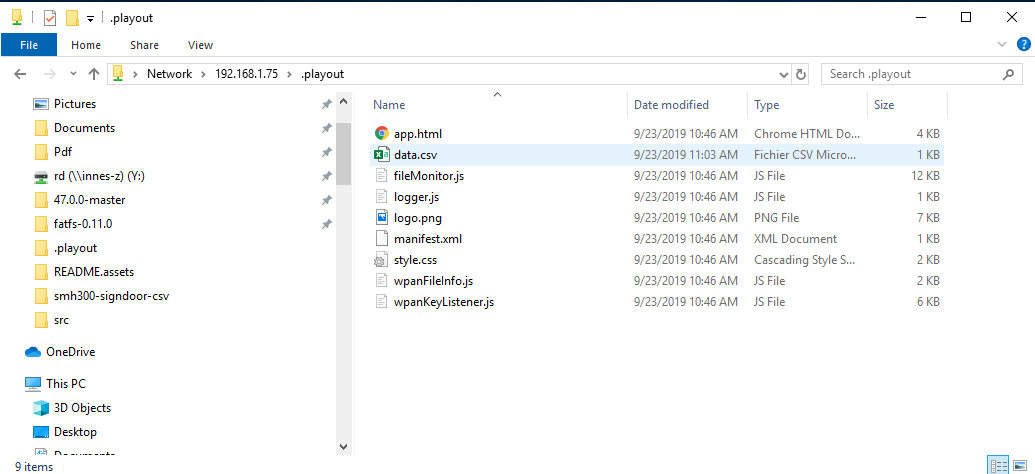 .playout
File Home Share View
Network 192.168.1.75 .playout Search .playout
Pictures
Documents
Pdf
rd (\\innes-z) (Y:)
47.0.0-master
fatfs-0.11.0
.playout
README.assets
smh300-signdoor-csv
src
OneDrive
This PC
3D Objects
Desktop
Documents
Name Date modified Type Size
app.html 9/23/2019 10:46 AM Chrome HTML Do... 4 KB
data.csv 9/23/2019 11:03 AM Fichier CSV Micro... 1 KB
fileMonitor.js 9/23/2019 10:46 AM JS File 12 KB
logger.js 9/23/2019 10:46 AM JS File 1 KB
logo.png 9/23/2019 10:46 AM PNG File 7 KB
manifest.xml 9/23/2019 10:46 AM XML Document 1 KB
style.css 9/23/2019 10:46 AM Cascading Style S... 2 KB
wpanFileInfo.js 9/23/2019 10:46 AM JS File 2 KB
wpanKeyListener.js 9/23/2019 10:46 AM JS File 6 KB
9 items